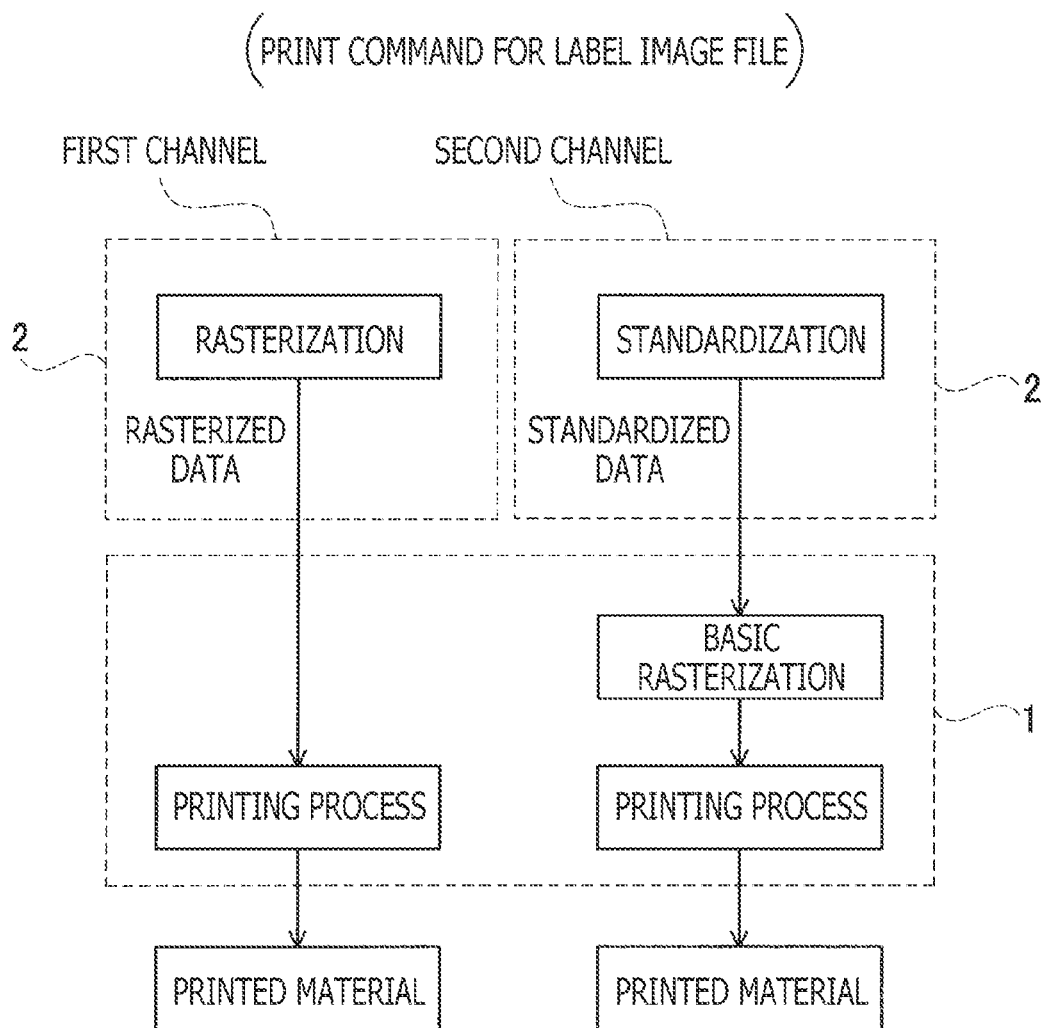 (PRINT COMMAND FOR LABEL IMAGE FILE)
FIRST CHANNEL
SECOND CHANNEL
2
RASTERIZATION
STANDARDIZATION
2
RASTERIZED
DATA
STANDARDIZED
DATA
BASIC
RASTERIZATION
1
PRINTING PROCESS
PRINTING PROCESS
PRINTED MATERIAL
PRINTED MATERIAL